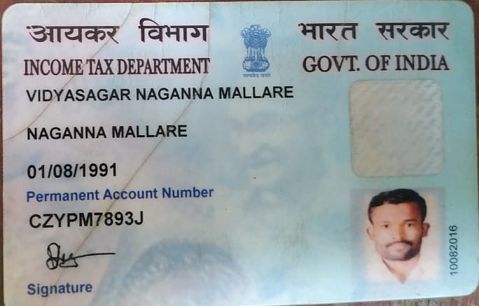 आयकर विभाग
भारत सरकार
INCOME TAX DEPARTMENT
GOVT. OF INDIA
VIDYASAGAR NAGANNA MALLARE
NAGANNA MALLARE
01/08/1991
Permanent Account Number
CZYPM7893J
Signature
10082016